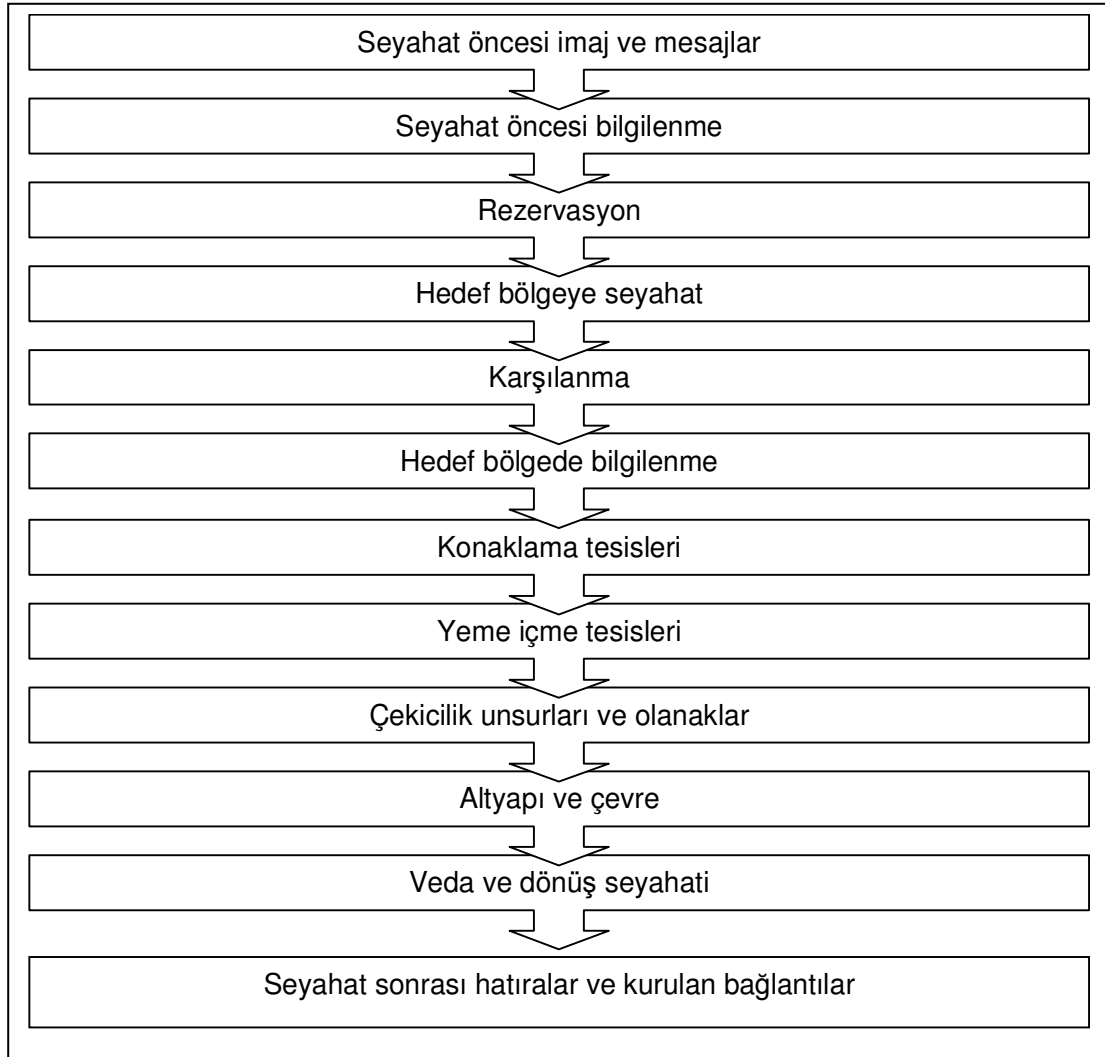 Seyahat öncesi imaj ve mesajlar
Seyahat öncesi bilgilenme
Rezervasyon
Hedef bölgeye seyahat
Karşılanma
Hedef bölgede bilgilenme
Konaklama tesisleri
Yeme içme tesisleri
Çekicilik unsurları ve olanaklar
Altyapı ve çevre
Veda ve dönüş seyahati
Seyahat sonrası hatıralar ve kurulan bağlantılar